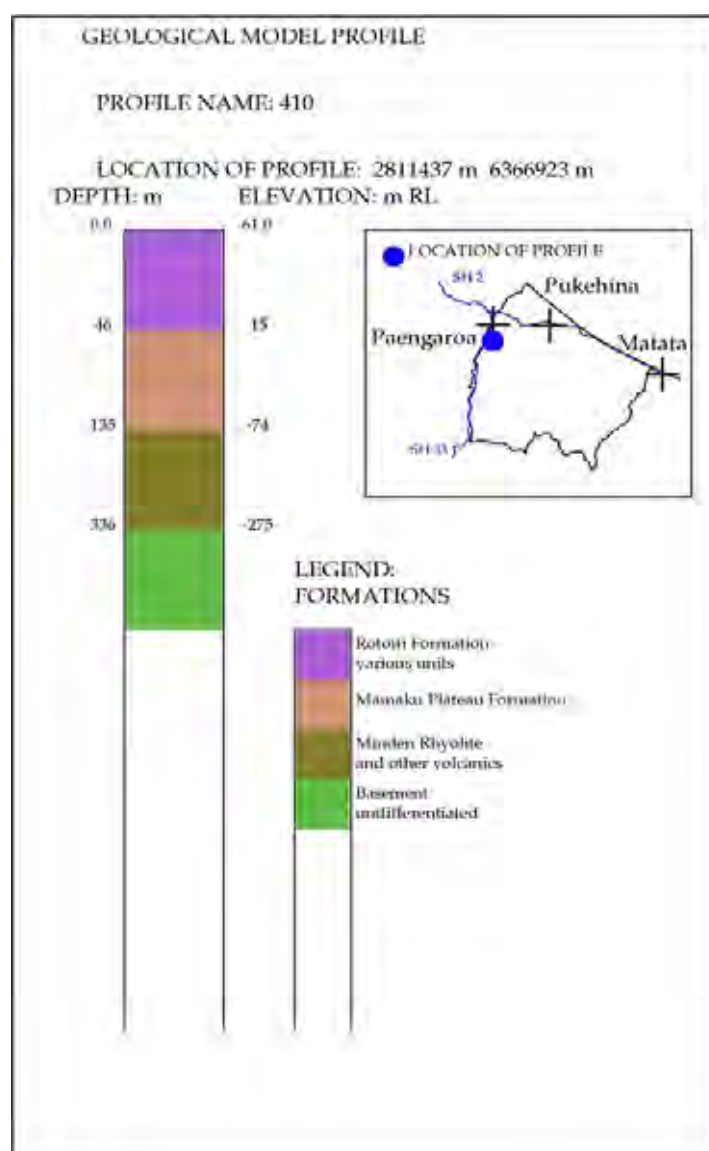 GEOLOGICAL MODEL PROFILE
PROFILE NAME: 410
LOCATION OF PROFILE: 2811437 m 6366923 m
DEPTH: m ELEVATION: m RL
0.0 61.0
46 15
135 -74
336 -275
LOCATION OF PROFILE
SH 2
Pukehina
Paengaroa
Matata
LEGEND:
FORMATIONS
Rotoiti Formation
various units
Mamaku Plateau Formation
Minden Rhyolite
and other volcanics
Basement
undifferentiated